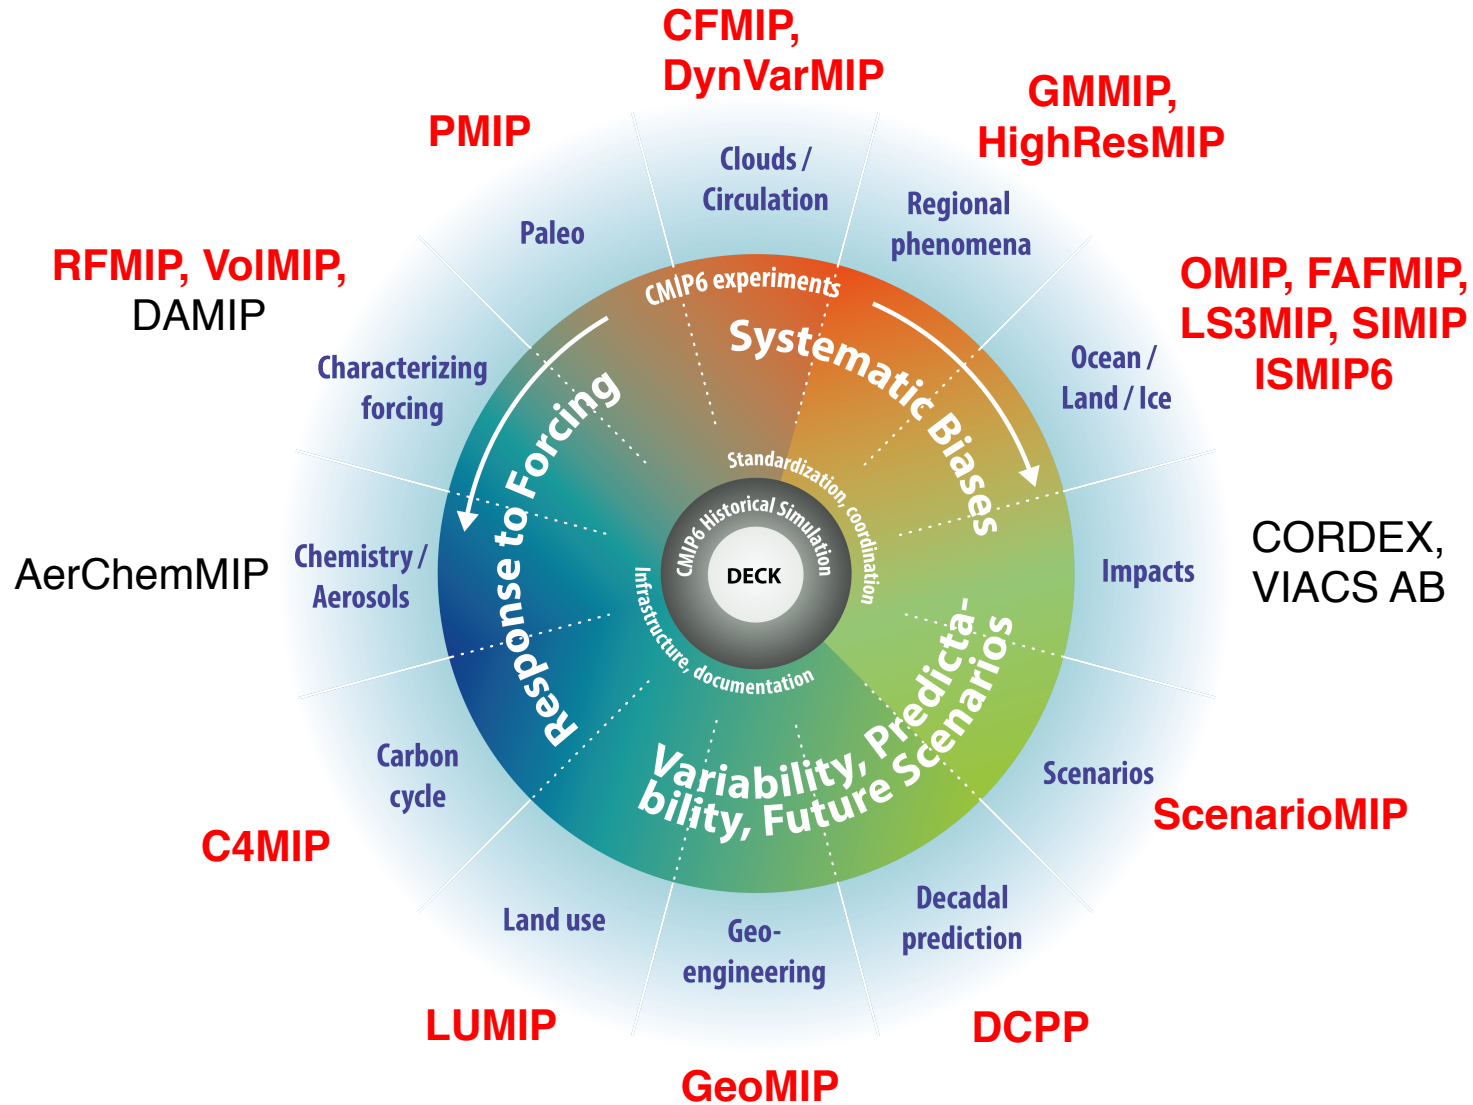 CFMIP,
DynVarMIP
GMMIP,
HighResMIP
PMIP
Clouds /
Circulation
Regional
phenomena
Paleo
RFMIP, VolMIP,
DAMIP
OMIP, FAFMIP,
LS3MIP, SIMIP
ISMIP6
CMIP6 experiments
Systematic Biases
Characterizing
forcing
Ocean /
Land / Ice
Response to Forcing
Standardization, coordination
CMIP6 Historical Simulation
DECK
Infrastructure, documentation
AerChemMIP
Chemistry /
Aerosols
Impacts
CORDEX,
VIACS AB
Variability, Predicta-
bility, Future Scenarios
Carbon
cycle
Scenarios
C4MIP
ScenarioMIP
Land use
Geo-
engineering
Decadal
prediction
LUMIP
GeoMIP
DCPP